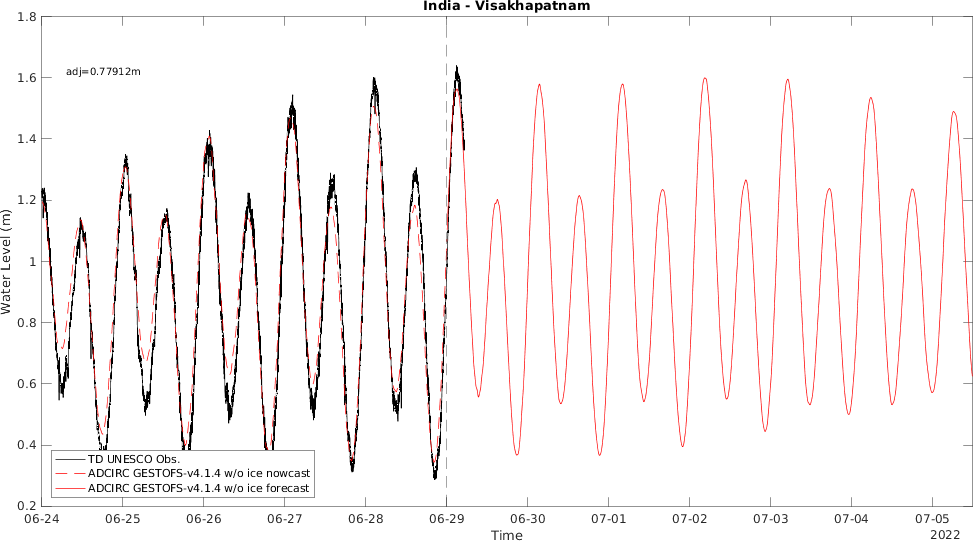 India - Visakhapatnam
1.8
1.6
1.4
1.2
1
0.8
0.6
0.4
0.2
Water Level (m)
adj=0.77912m
TD UNESCO Obs.
ADCIRC GESTOFS-v4.1.4 w/o ice nowcast
ADCIRC GESTOFS-v4.1.4 w/o ice forecast
06-24 06-25 06-26 06-27 06-28 06-29 06-30 07-01 07-02 07-03 07-04 07-05
Time
2022